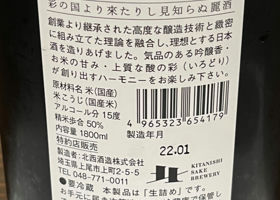 彩の国より來たりし見知らぬ麗酒
創業より継承された高度な醸造技術と緻密
に組み立てた理論を融合し、理想とする日本
酒を造りあげました。気品のある吟醸香・
お米の甘み・上質な酸の彩(いろどり)
が創り出すハーモニーをお楽しみ下さい。
原材料名 米(国産)
米こうじ(国産米)
アルコール分 15度
精米歩合 50%
内容量 1800ml
特約店販売
4965323654179
製造年月
22.01
製造者:北西酒造株式会社
埼玉県上尾市上町2-5-5
TEL 048-771-0011
KITANISHI
SAKE
BREWERY
●要冷蔵 本製品は「生詰め」です。